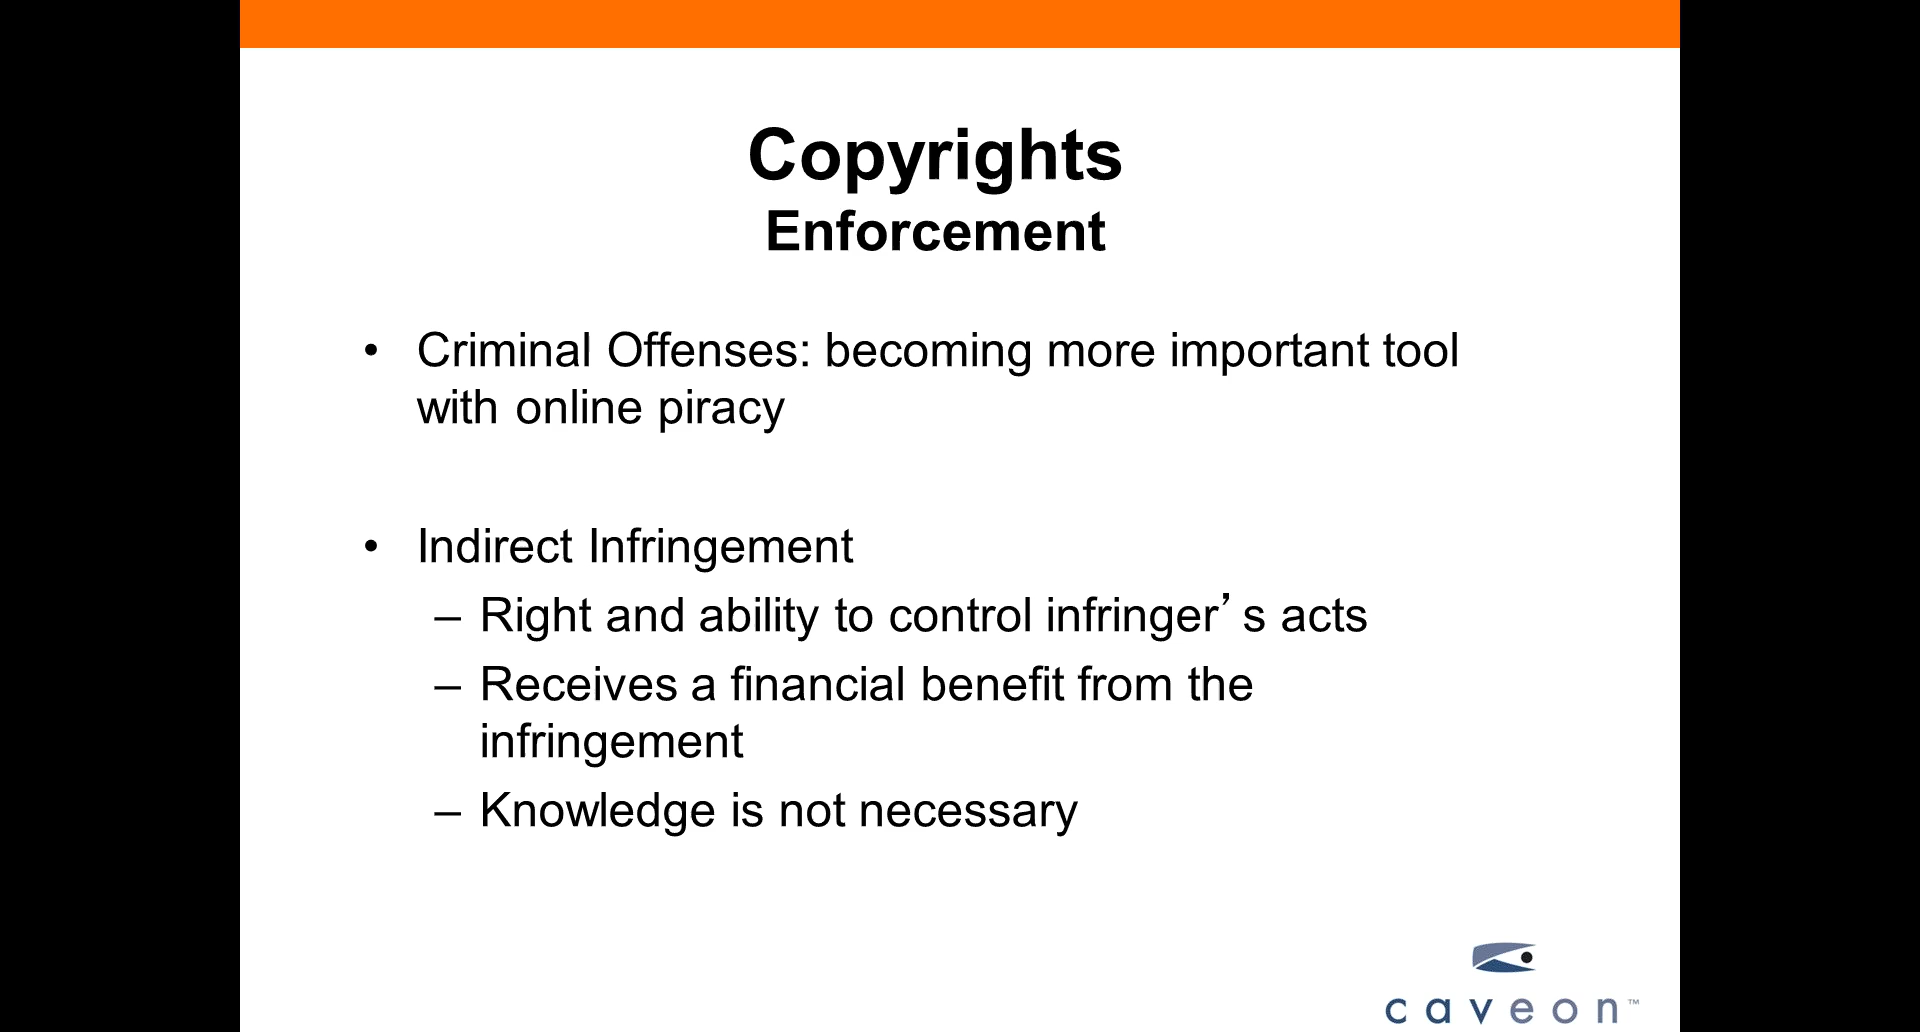 Copyrights
Enforcement
• Criminal Offenses: becoming more important tool
with online piracy
• Indirect Infringement
– Right and ability to control infringer’s acts
– Receives a financial benefit from the
infringement
– Knowledge is not necessary
caveon™